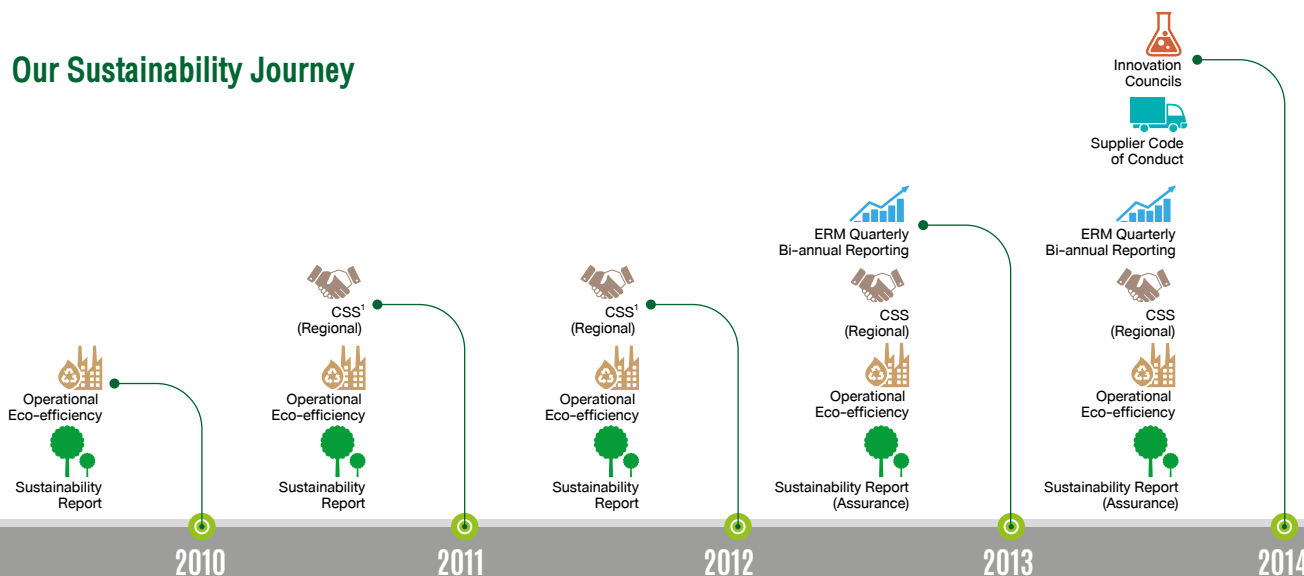 Our Sustainability Journey
Operational
Eco-efficiency
Sustainability
Report
2010
CSS¹
(Regional)
Operational
Eco-efficiency
Sustainability
Report
2011
CSS¹
(Regional)
Operational
Eco-efficiency
Sustainability
Report
2012
ERM Quarterly
Bi-annual Reporting
CSS
(Regional)
Operational
Eco-efficiency
Sustainability Report
(Assurance)
2013
Innovation
Councils
Supplier Code
of Conduct
ERM Quarterly
Bi-annual Reporting
CSS
(Regional)
Operational
Eco-efficiency
Sustainability Report
(Assurance)
2014